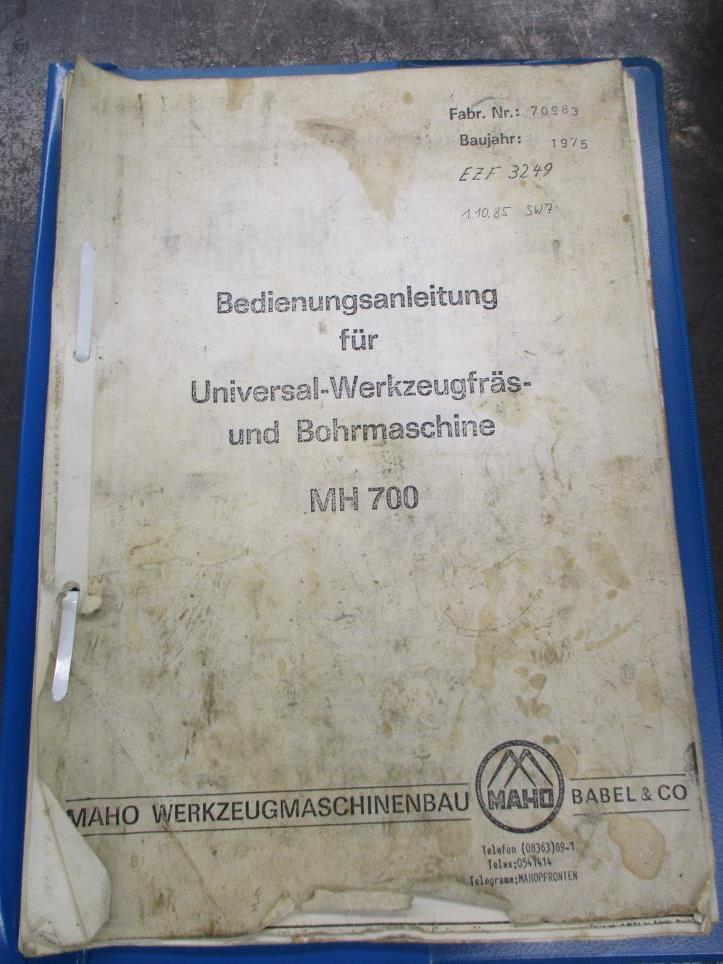 Fabr. Nr.: 70983
Baujahr: 1975
EZF 3249
1.10.85 SW7
Bedienungsanleitung
für
Universal-Werkzeugfräs-
und Bohrmaschine
MH 700
MAHO WERKZEUGMASCHINENBAU MAHO BABEL & CO
Telefon (08363)89-1
Telex:0541414
Telegramm:MAHOPFRONTEN